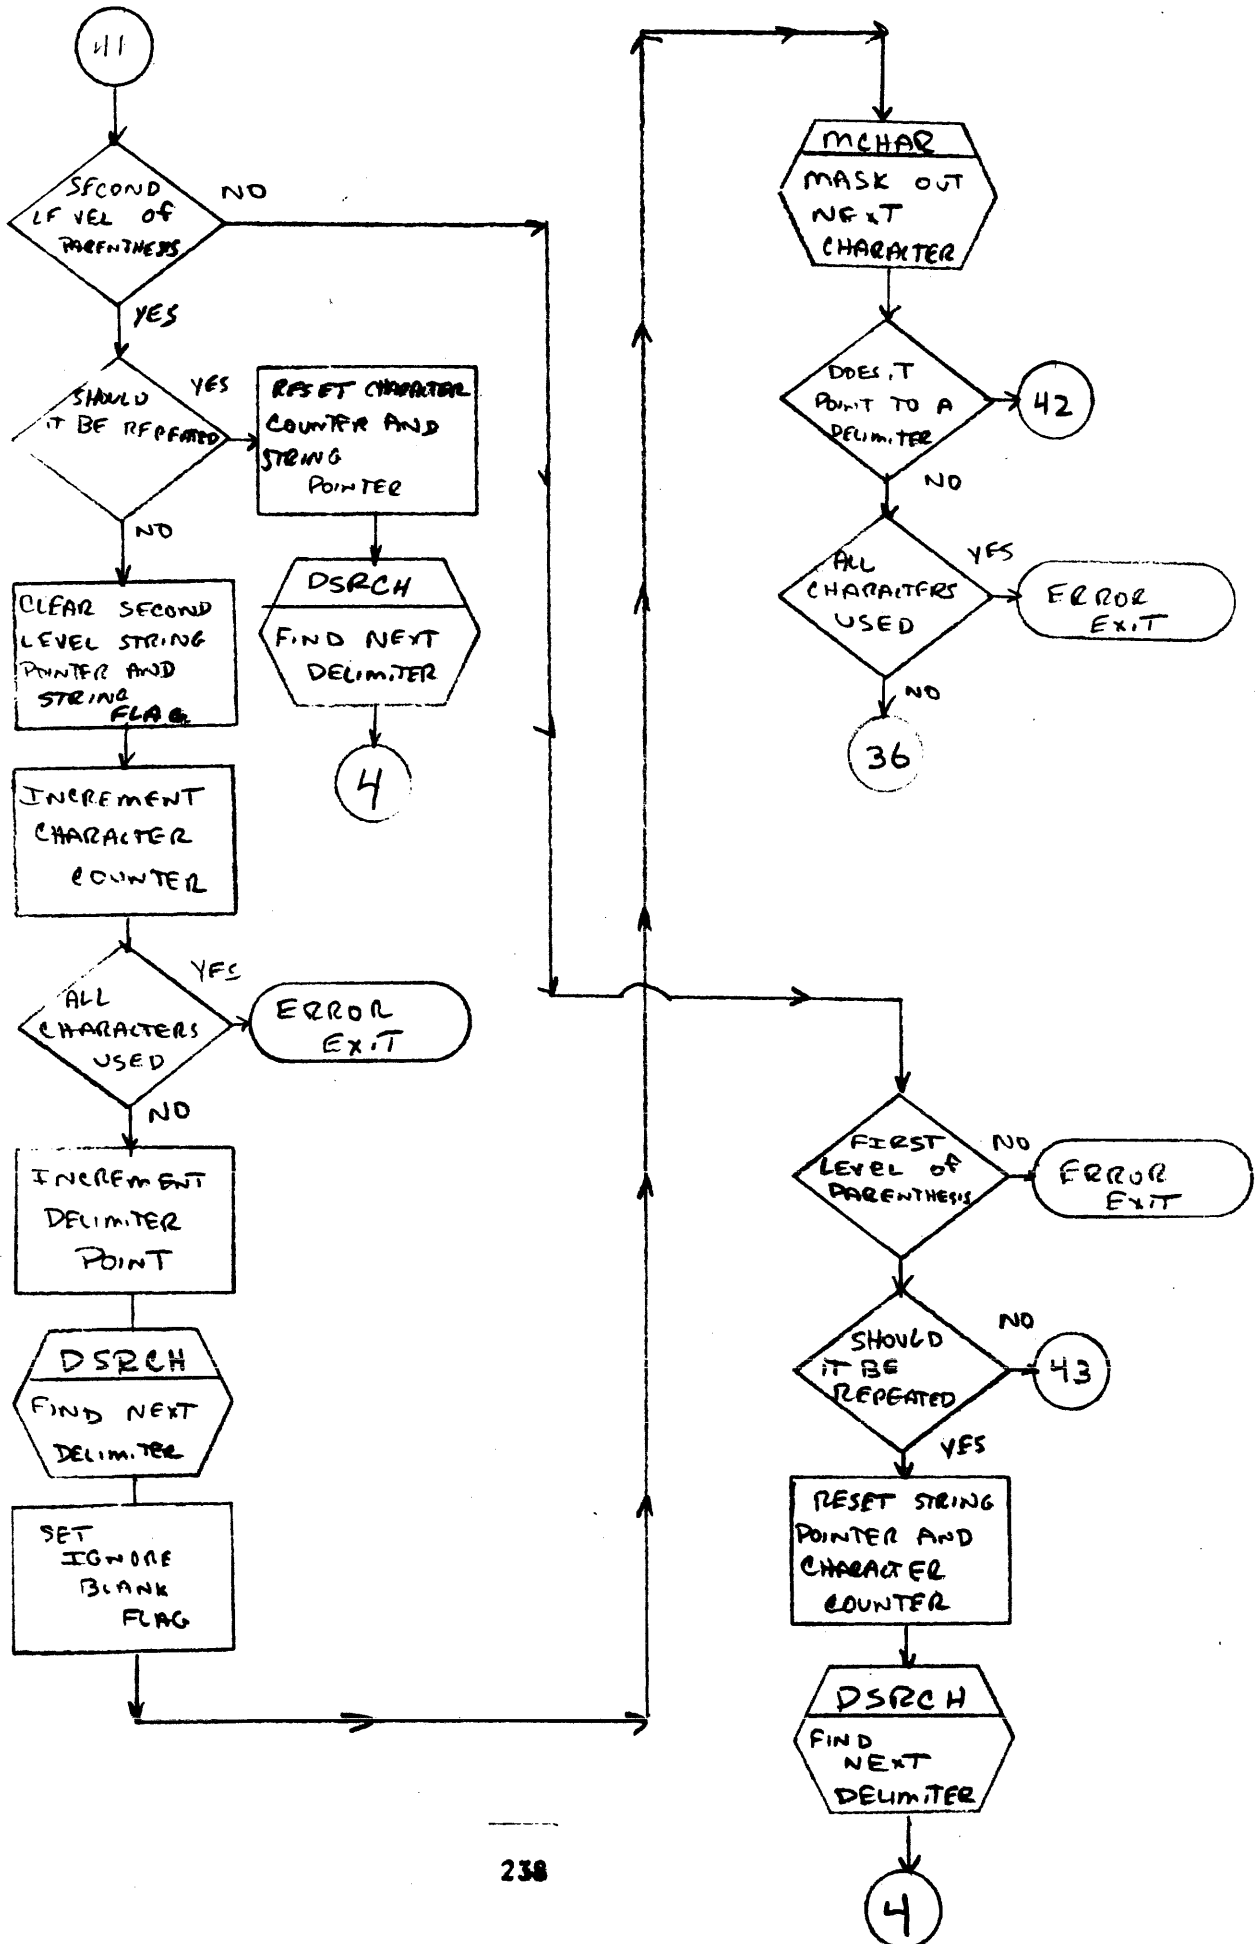 41
SECOND
LEVEL of
PARENTHESIS
NO
YES
SHOULD
IT BE REPEATED
YES
NO
RESET CHARACTER
COUNTER AND
STRING
POINTER
DSRCH
FIND NEXT
DELIMITER
4
CLEAR SECOND
LEVEL STRING
POINTER AND
STRING
FLAG
INCREMENT
CHARACTER
COUNTER
ALL
CHARACTERS
USED
YES
ERROR
EXIT
NO
INCREMENT
DELIMITER
POINT
DSRCH
FIND NEXT
DELIMITER
SET
IGNORE
BLANK
FLAG
MCHAR
MASK OUT
NEXT
CHARACTER
DOES IT
POINT TO A
DELIMITER
42
NO
ALL
CHARACTERS
USED
YES
ERROR
EXIT
NO
36
FIRST
LEVEL of
PARENTHESIS
NO
ERROR
EXIT
SHOULD
IT BE
REPEATED
NO
43
YES
RESET STRING
POINTER AND
CHARACTER
COUNTER
DSRCH
FIND
NEXT
DELIMITER
4
238